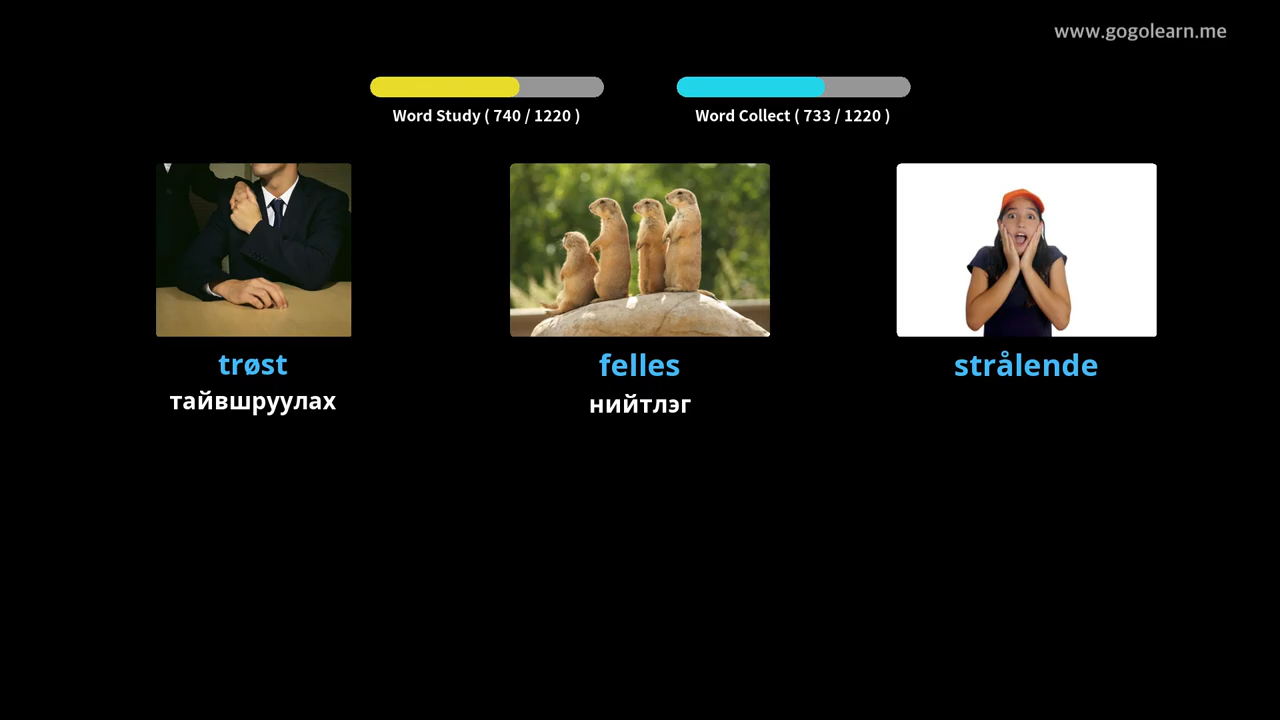 www.gogolearn.me
Word Study ( 740 / 1220 )
Word Collect ( 733 / 1220 )
trøst
felles
strålende
тайвшруулах
нийтлэг